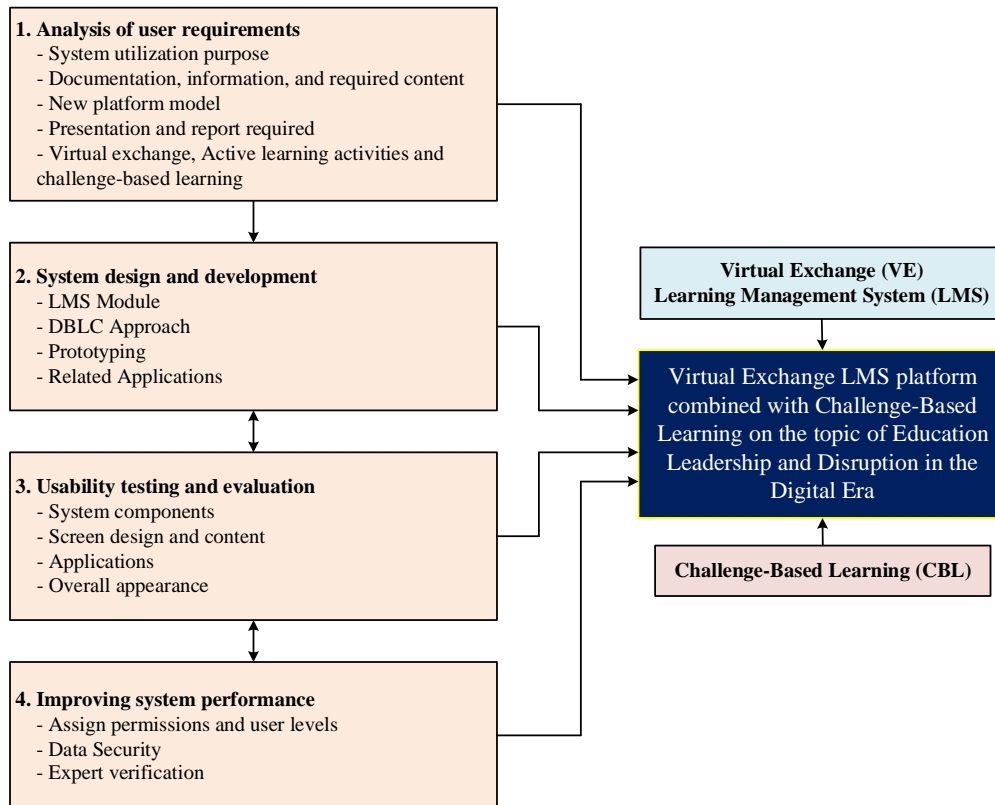 1. Analysis of user requirements
- System utilization purpose
- Documentation, information, and required content
- New platform model
- Presentation and report required
- Virtual exchange, Active learning activities and
challenge-based learning
2. System design and development
- LMS Module
- DBLC Approach
- Prototyping
- Related Applications
3. Usability testing and evaluation
- System components
- Screen design and content
- Applications
- Overall appearance
4. Improving system performance
- Assign permissions and user levels
- Data Security
- Expert verification
Virtual Exchange (VE)
Learning Management System (LMS)
Virtual Exchange LMS platform
combined with Challenge-Based
Learning on the topic of Education
Leadership and Disruption in the
Digital Era
Challenge-Based Learning (CBL)